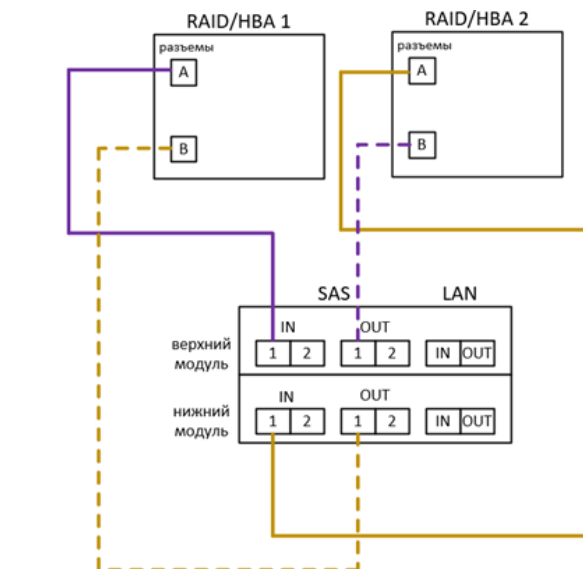 RAID/HBA 1
RAID/HBA 2
разъемы
разъемы
A
A
B
B
SAS
LAN
IN
OUT
верхний
модуль
1 2
1 2
IN OUT
IN
OUT
нижний
модуль
1 2
1 2
IN OUT